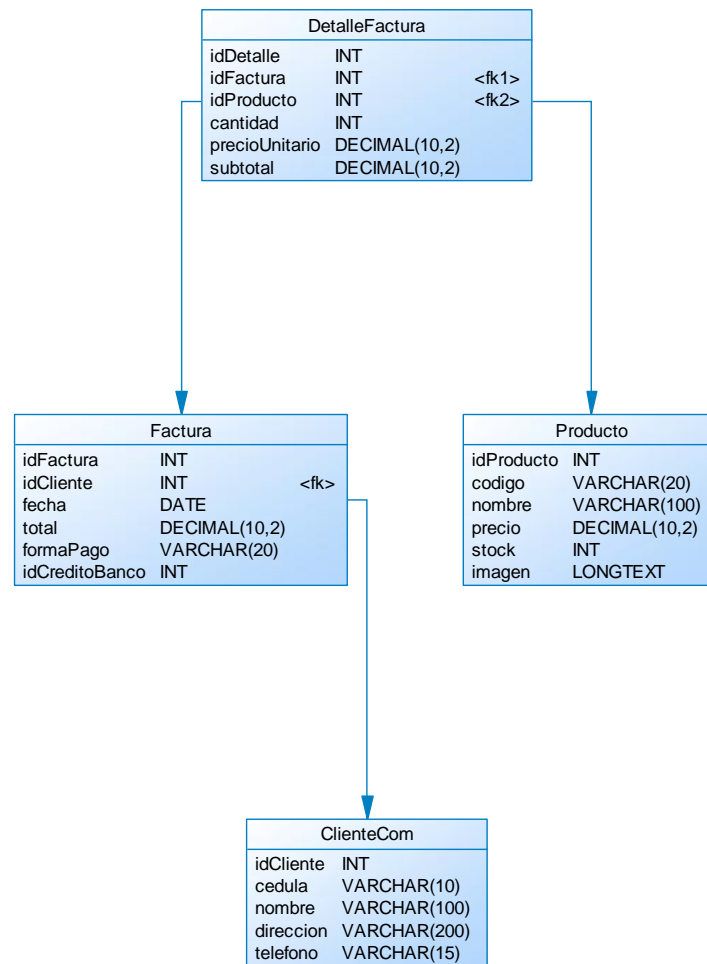 DetalleFactura
idDetalle INT
idFactura INT <fk1>
idProducto INT <fk2>
cantidad INT
precioUnitario DECIMAL(10,2)
subtotal DECIMAL(10,2)
Factura
idFactura INT
idCliente INT <fk>
fecha DATE
total DECIMAL(10,2)
formaPago VARCHAR(20)
idCreditoBanco INT
Producto
idProducto INT
codigo VARCHAR(20)
nombre VARCHAR(100)
precio DECIMAL(10,2)
stock INT
imagen LONGTEXT
ClienteCom
idCliente INT
cedula VARCHAR(10)
nombre VARCHAR(100)
direccion VARCHAR(200)
telefono VARCHAR(15)